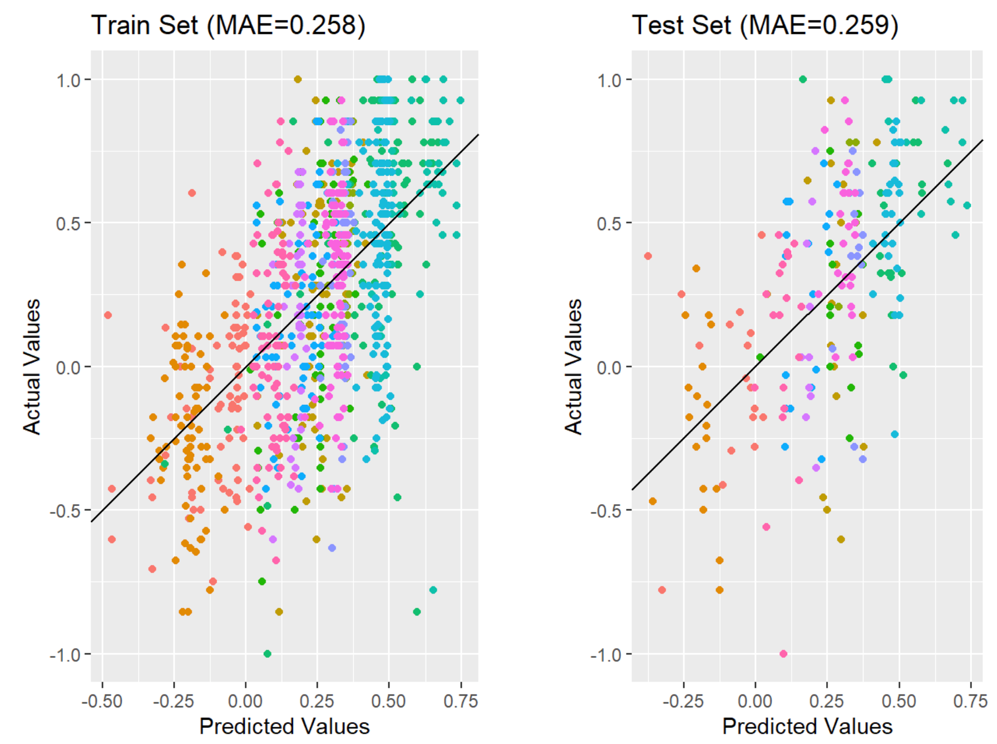 Train Set (MAE=0.258)
1.0
0.5
0.0
-0.5
-1.0
Actual Values
-0.50 -0.25 0.00 0.25 0.50 0.75
Predicted Values
Test Set (MAE=0.259)
1.0
0.5
0.0
-0.5
-1.0
Actual Values
-0.25 0.00 0.25 0.50 0.75
Predicted Values